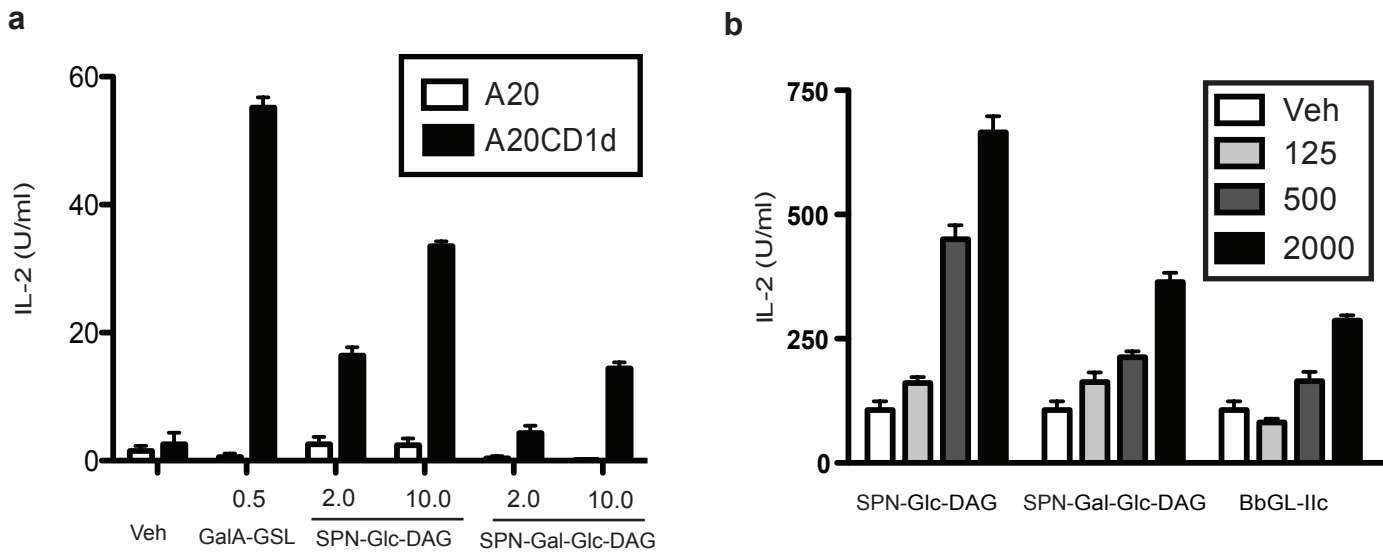 a
IL-2 (U/ml)
60
40
20
0
A20
A20CD1d
0.5 2.0 10.0 2.0 10.0
Veh GalA-GSL SPN-Glc-DAG SPN-Gal-Glc-DAG
b
IL-2 (U/ml)
750
500
250
0
Veh
125
500
2000
SPN-Glc-DAG SPN-Gal-Glc-DAG BbGL-IIc